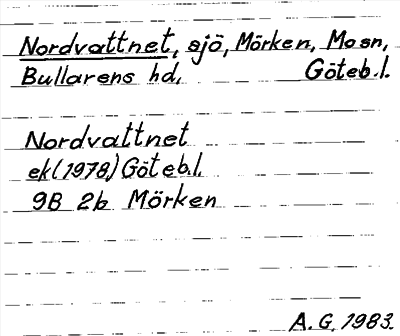 Nordvattnet, sjö, Mörken, Mo sn,
Bullarens hd, Göteb.l.
Nordvattnet
ek(1978) Göteb.l.
9B 2b Mörken
A.G. 1983.